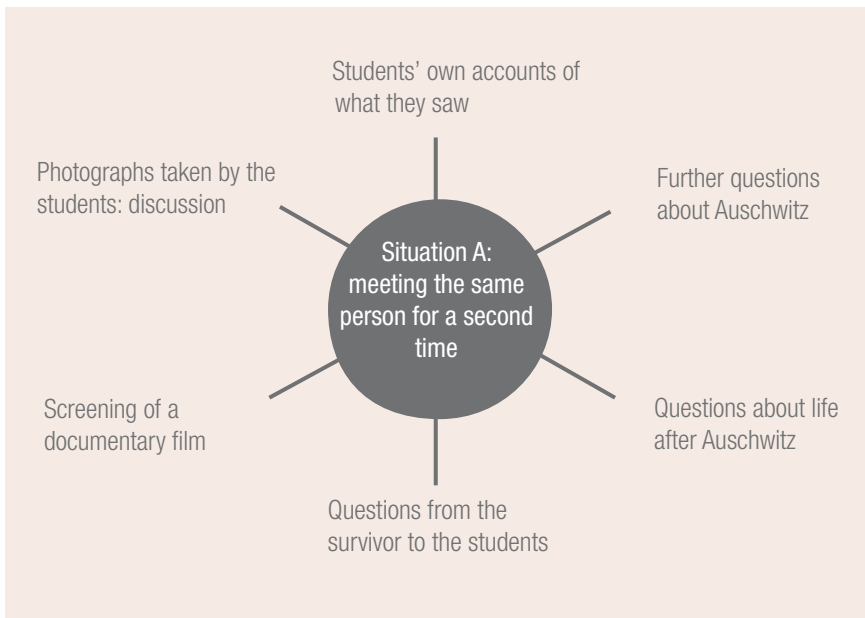 Students’ own accounts of
what they saw
Photographs taken by the
students: discussion
Further questions
about Auschwitz
Situation A:
meeting the same
person for a second
time
Screening of a
documentary film
Questions about life
after Auschwitz
Questions from the
survivor to the students